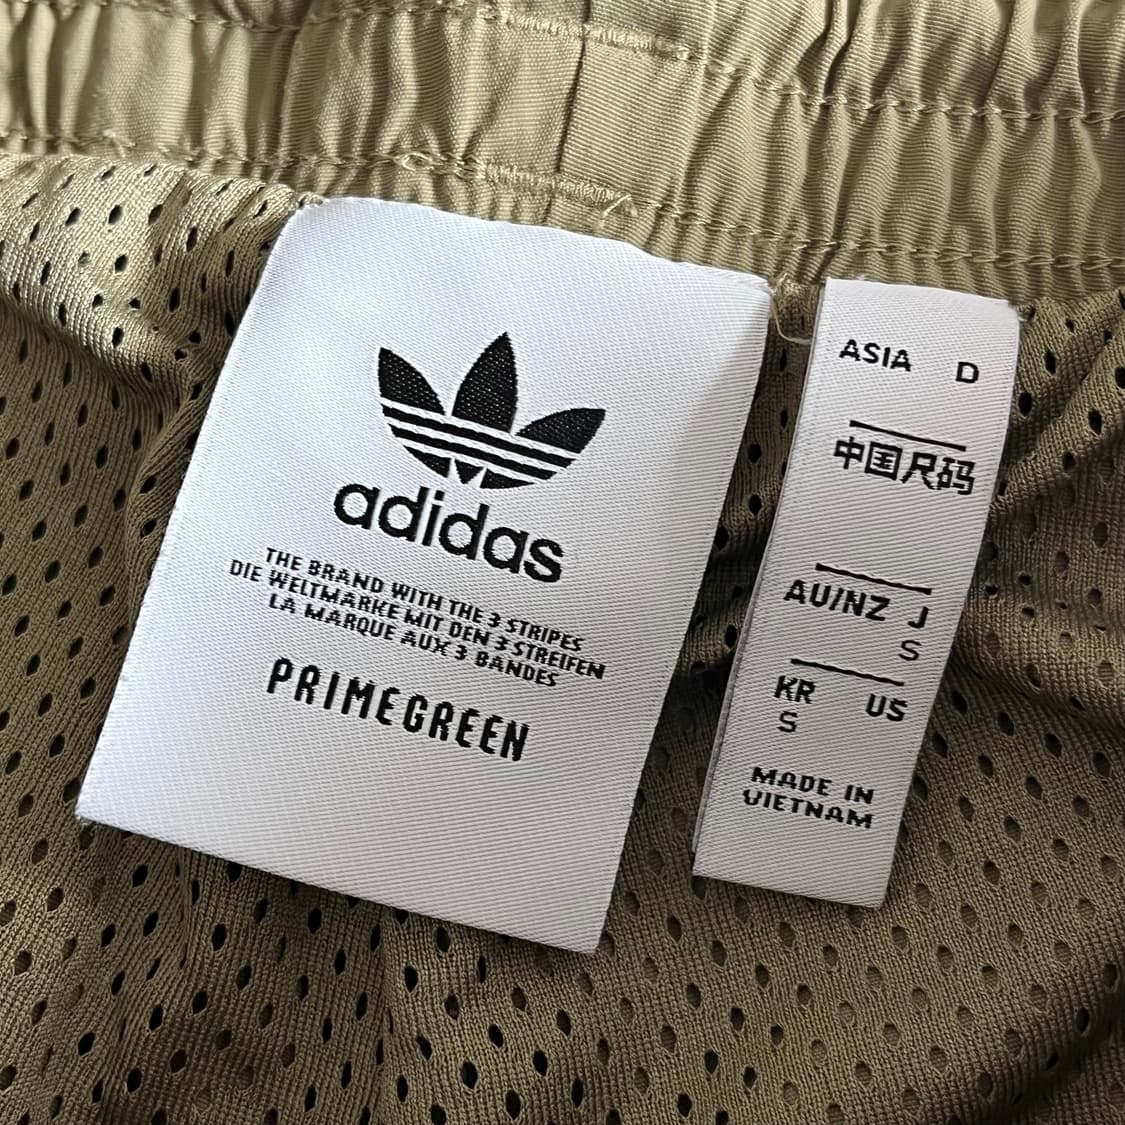 adidas
THE BRAND WITH THE 3 STRIPES
DIE WELTMARKE MIT DEN 3 STREIFEN
LA MARQUE AUX 3 BANDES
PRIMEGREEN
ASIA D
中国尺码
AU/NZ J
S
KR US
S
MADE IN
VIETNAM